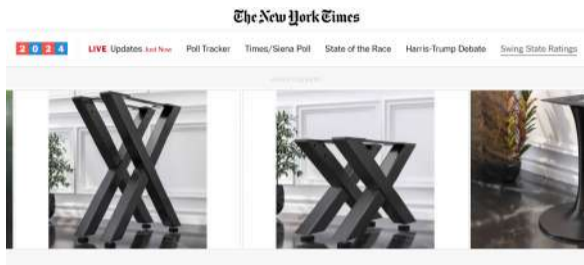 The New York Times
2024 LIVE Updates Just Now Poll Tracker Times/Siena Poll State of the Race Harris-Trump Debate Swing State Ratings
ADVERTISEMENT